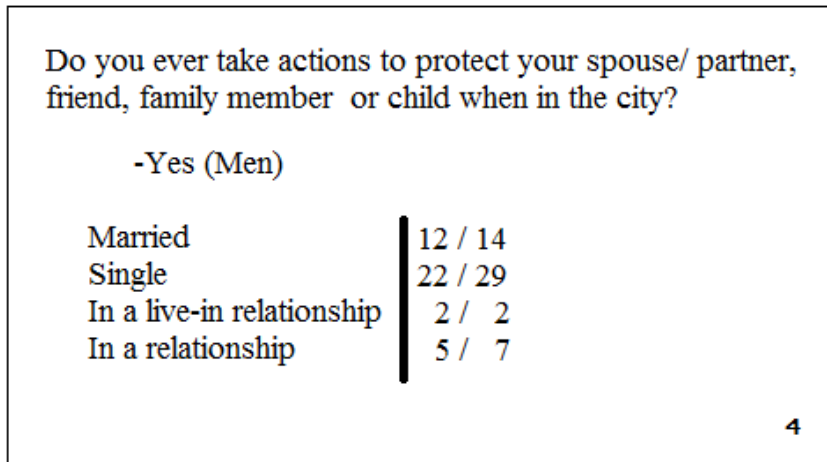 Do you ever take actions to protect your spouse/ partner,
friend, family member or child when in the city?
-Yes (Men)
Married 12 / 14
Single 22 / 29
In a live-in relationship 2 / 2
In a relationship 5 / 7
4